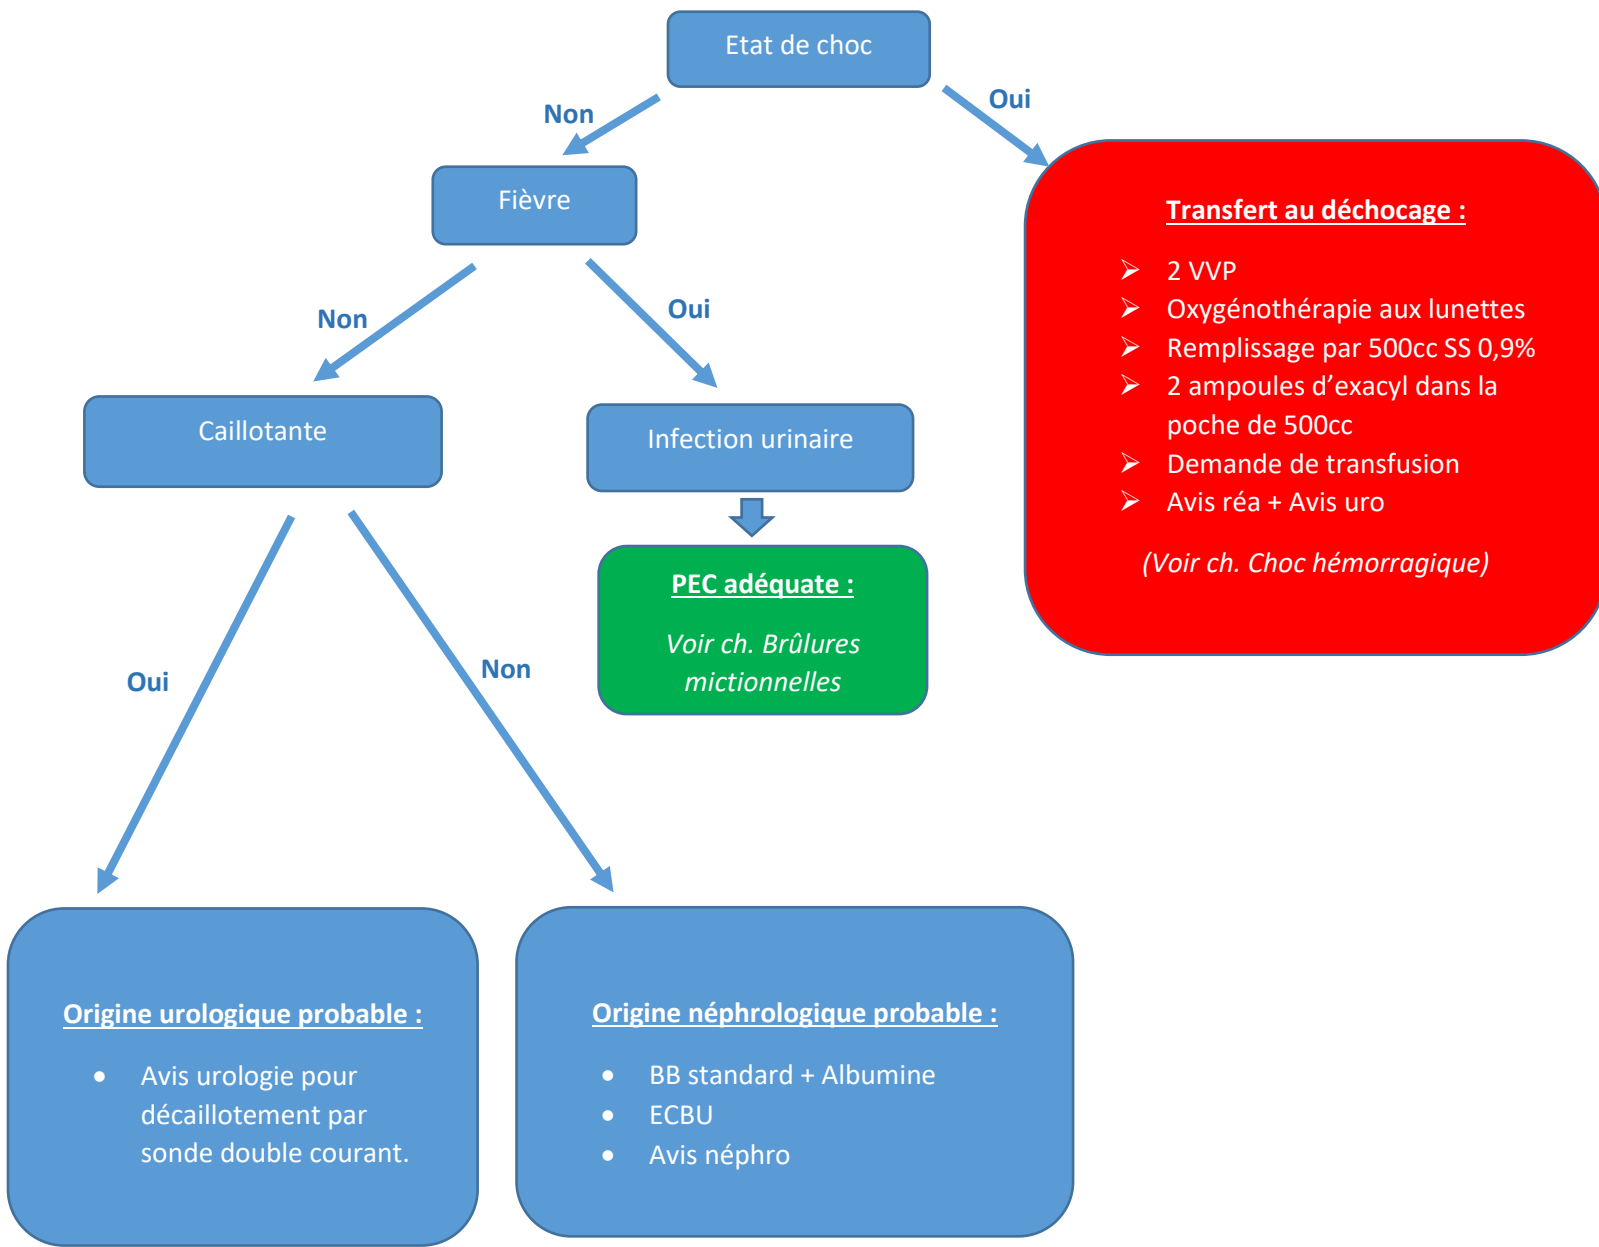 Etat de choc
Non
Oui
Fièvre
Transfert au déchocage :
2 VVP
Oxygénothérapie aux lunettes
Remplissage par 500cc SS 0,9%
2 ampoules d’exacyl dans la
poche de 500cc
Demande de transfusion
Avis réa + Avis uro
(Voir ch. Choc hémorragique)
Non
Oui
Caillotante
Infection urinaire
PEC adéquate :
Voir ch. Brûlures
mictionnelles
Oui
Non
Origine urologique probable :
Avis urologie pour
décaillotement par
sonde double courant.
Origine néphrologique probable :
BB standard + Albumine
ECBU
Avis néphro